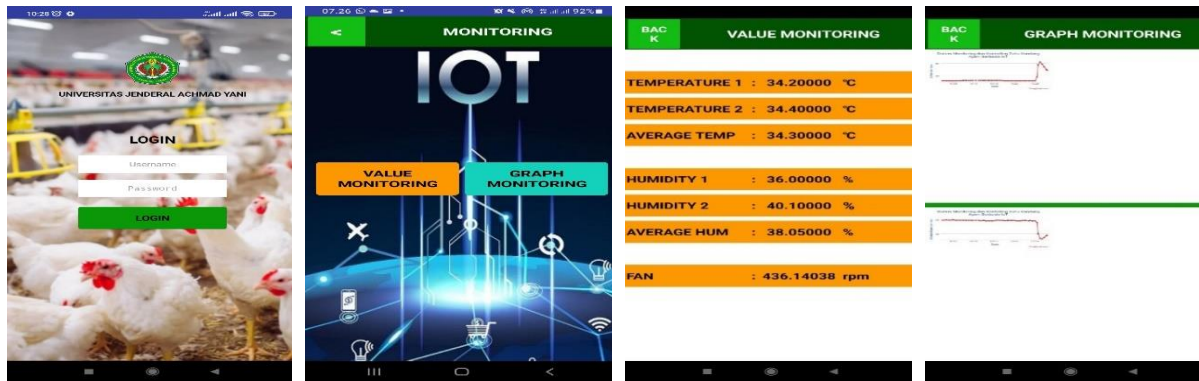 10:28
UNIVERSITAS JENDERAL ACHMAD YANI
LOGIN
Username
Password
LOGIN
07.26
92%
<
MONITORING
IOT
VALUE
MONITORING
GRAPH
MONITORING
BAC
K
VALUE MONITORING
TEMPERATURE 1 : 34.20000 °C
TEMPERATURE 2 : 34.40000 °C
AVERAGE TEMP : 34.30000 °C
HUMIDITY 1 : 36.00000 %
HUMIDITY 2 : 40.10000 %
AVERAGE HUM : 38.05000 %
FAN : 436.14038 rpm
BAC
K
GRAPH MONITORING